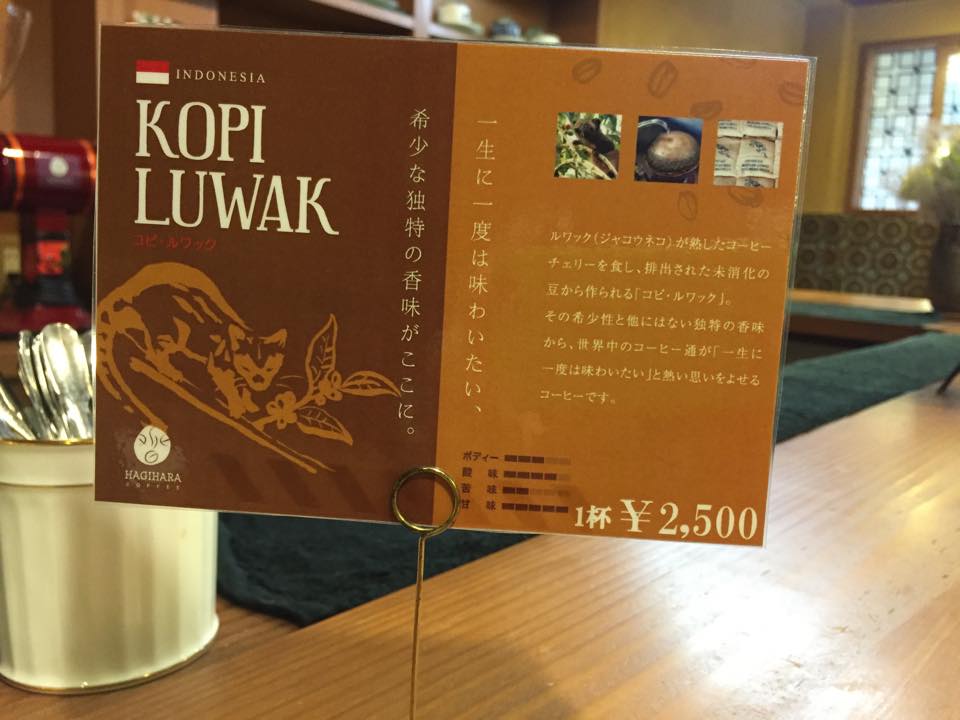 INDONESIA
KOPI
LUWAK
コピ・ルワック
一生に一度は味わいたい、
希少な独特の香味がここに。
HAGIHARA
COFFEE
ルワック(ジャコウネコ)が熟したコーヒー
チェリーを食し、排出された未消化の
豆から作られる「コピ・ルワック」。
その希少性と他にはない独特の香味
から、世界中のコーヒー通が「一生に
一度は味わいたい」と熱い思いをよせる
コーヒーです。
ボディー
酸味
苦味
甘味
1杯 ¥2,500